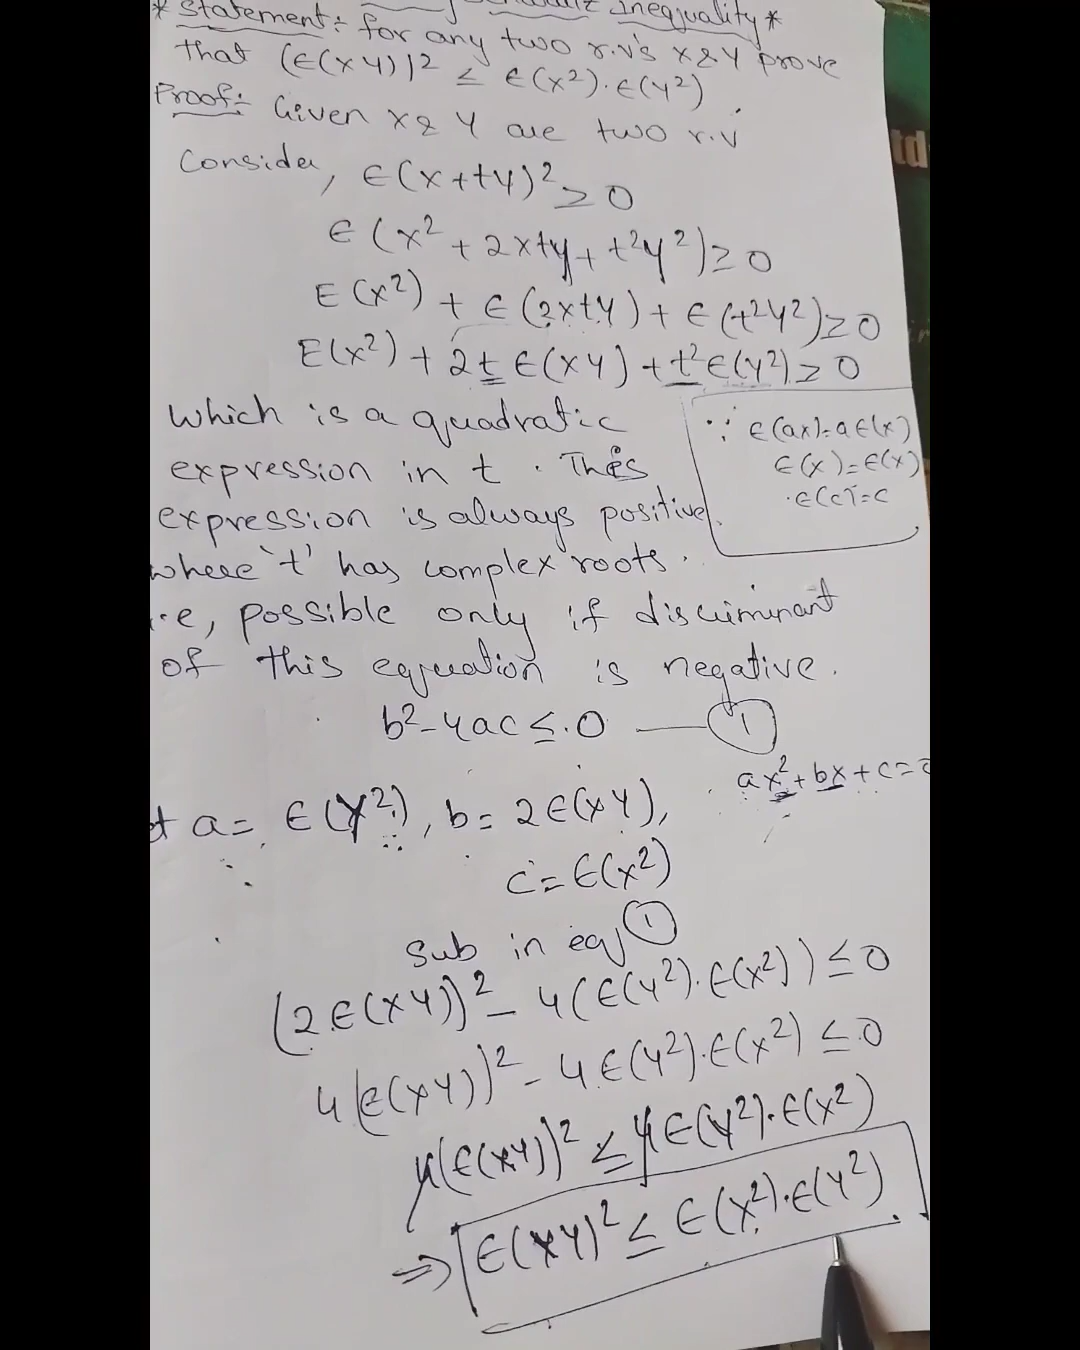 Inequality*
* Statement:- for any two r.v's X & Y prove
that (E(XY))² ≤ E(X²).E(Y²)
Proof:- Given X & Y are two r.v
Consider, E(X+tY)² ≥ 0
E(X² + 2XtY + t²Y²) ≥ 0
E(X²) + E(2XtY) + E(t²Y²) ≥ 0
E(X²) + 2tE(XY) + t²E(Y²) ≥ 0
which is a quadratic
expression in t. This
expression is always positive.
where 't' has complex roots.
i.e, possible only if discriminant
of this equation is negative.
∵ E(ax)=aE(x)
E(x)=E(x)
E(c)=c
b²-4ac ≤ 0 — ①
ax²+bx+c=0
a = E(Y²), b = 2E(XY),
c = E(X²)
Sub in eq ①
(2E(XY))² - 4(E(Y²).E(X²)) ≤ 0
4(E(XY))² - 4E(Y²).E(X²) ≤ 0
4(E(XY))² ≤ 4E(Y²).E(X²)
⇒ E(XY)² ≤ E(X²).E(Y²)